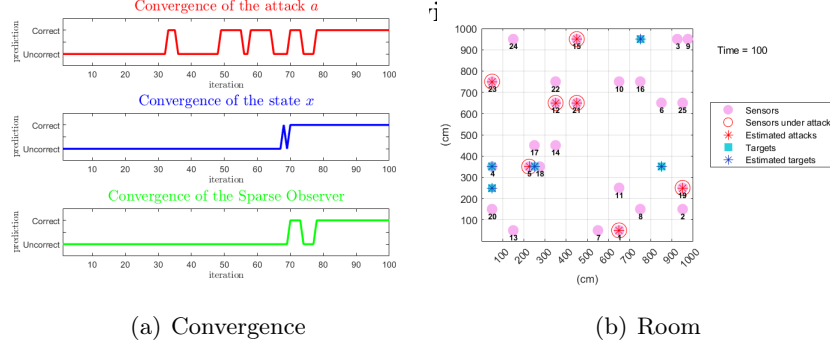 Convergence of the attack a
prediction
Correct
Uncorrect
10 20 30 40 50 60 70 80 90 100
iteration
Convergence of the state x
prediction
Correct
Uncorrect
10 20 30 40 50 60 70 80 90 100
iteration
Convergence of the Sparse Observer
prediction
Correct
Uncorrect
10 20 30 40 50 60 70 80 90 100
iteration
(a) Convergence
1000
900
800
700
600
500
400
300
200
100
(cm)
24
15
3 9
23
22
10 16
12 21
6 25
17 14
4
5 18
11
19
20
8
2
13
7 1
100 200 300 400 500 600 700 800 900 1000
(cm)
Time = 100
Sensors
Sensors under attack
Estimated attacks
Targets
Estimated targets
(b) Room